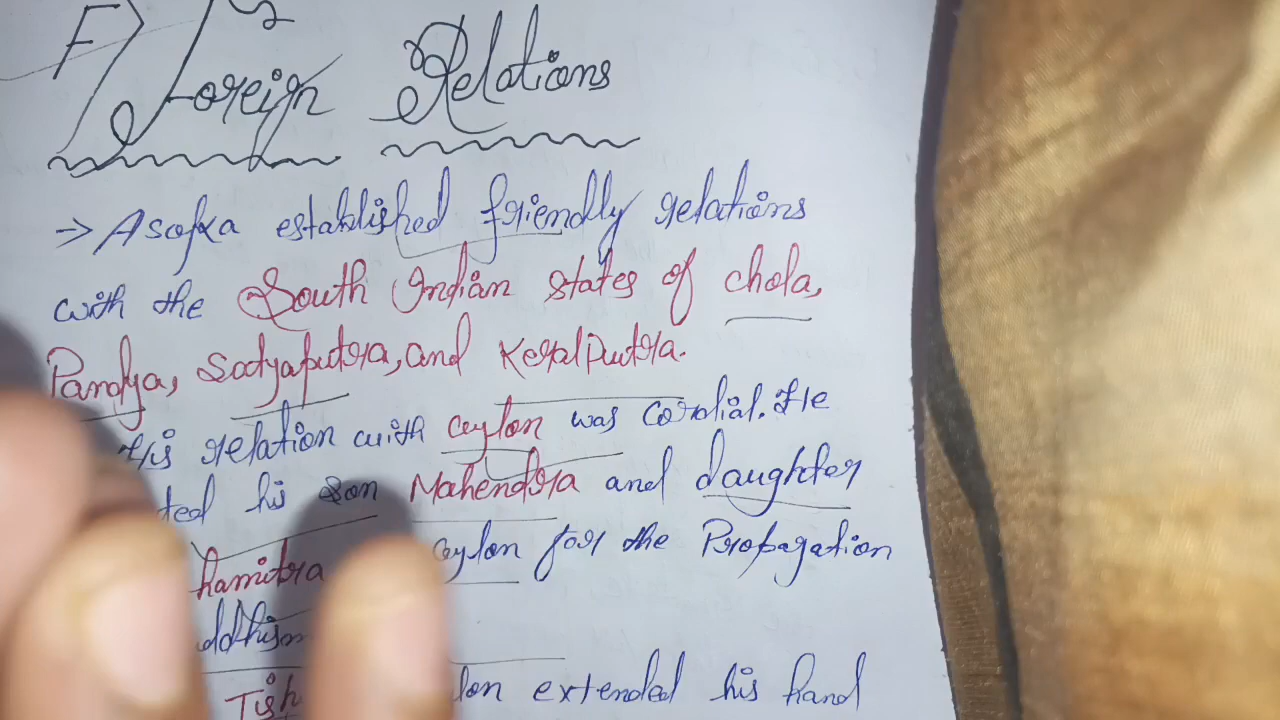 F) Foreign Relations
→ Asoka established friendly relations
with the South Indian States of chola,
Pandya, Satyaputra, and Keralputra.
His relation with ceylon was cordial. He
his son Mahendra and daughter
ceylon for the Propagation
extended his hand